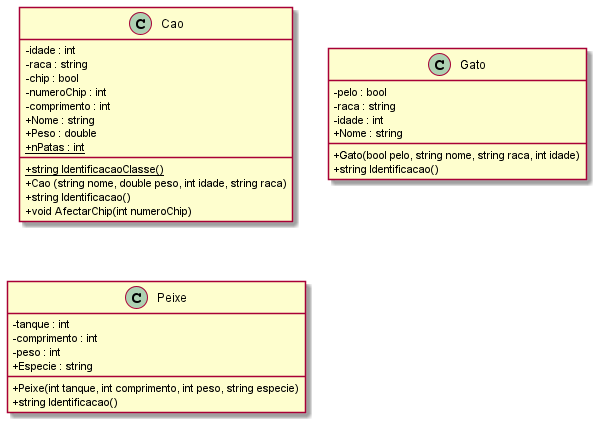 C Cao
-idade : int
-raca : string
-chip : bool
-numeroChip : int
-comprimento : int
+Nome : string
+Peso : double
+nPatas : int
+string IdentificacaoClasse()
+Cao (string nome, double peso, int idade, string raca)
+string Identificacao()
+void AfectarChip(int numeroChip)
C Gato
-pelo : bool
-raca : string
-idade : int
+Nome : string
+Gato(bool pelo, string nome, string raca, int idade)
+string Identificacao()
C Peixe
-tanque : int
-comprimento : int
-peso : int
+Especie : string
+Peixe(int tanque, int comprimento, int peso, string especie)
+string Identificacao()